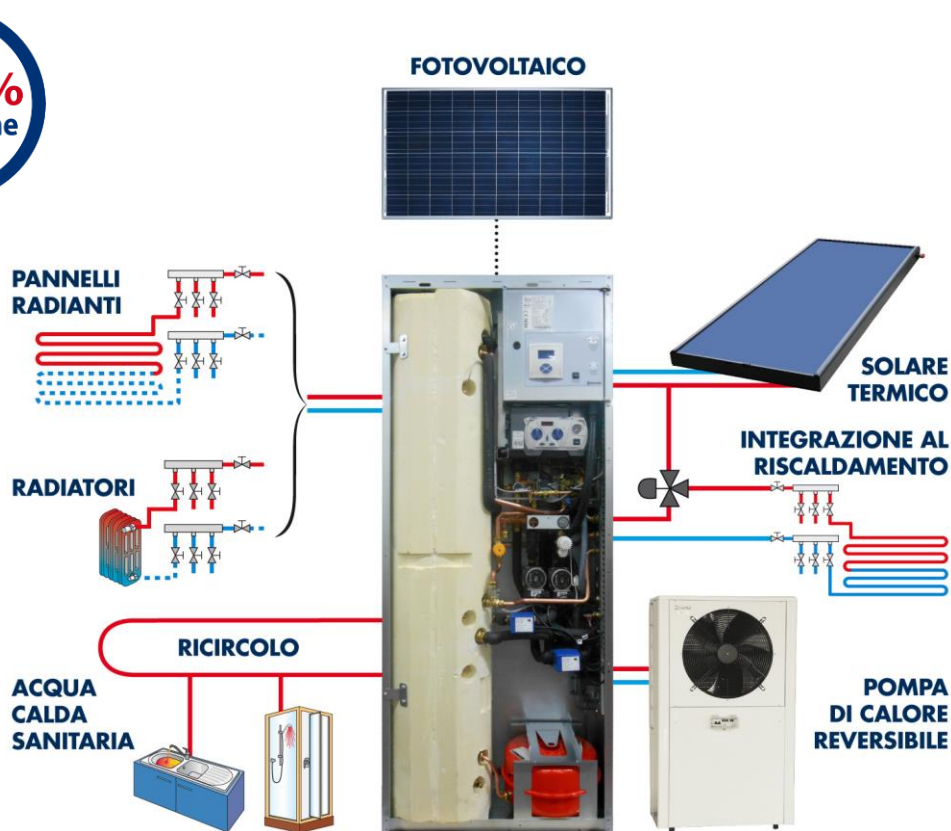 %
FOTOVOLTAICO
PANNELLI
RADIANTI
SOLARE
TERMICO
INTEGRAZIONE AL
RISCALDAMENTO
RADIATORI
RICIRCOLO
ACQUA
CALDA
SANITARIA
POMPA
DI CALORE
REVERSIBILE